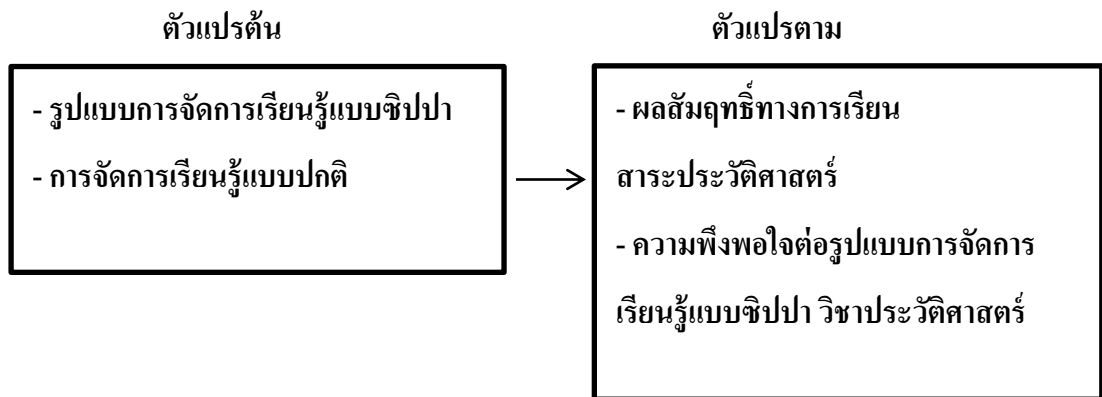 ตัวแปรต้น
- รูปแบบการจัดการเรียนรู้แบบซิปปา
- การจัดการเรียนรู้แบบปกติ
ตัวแปรตาม
- ผลสัมฤทธิ์ทางการเรียน
สาระประวัติศาสตร์
- ความพึงพอใจต่อรูปแบบการจัดการ
เรียนรู้แบบซิปปา วิชาประวัติศาสตร์